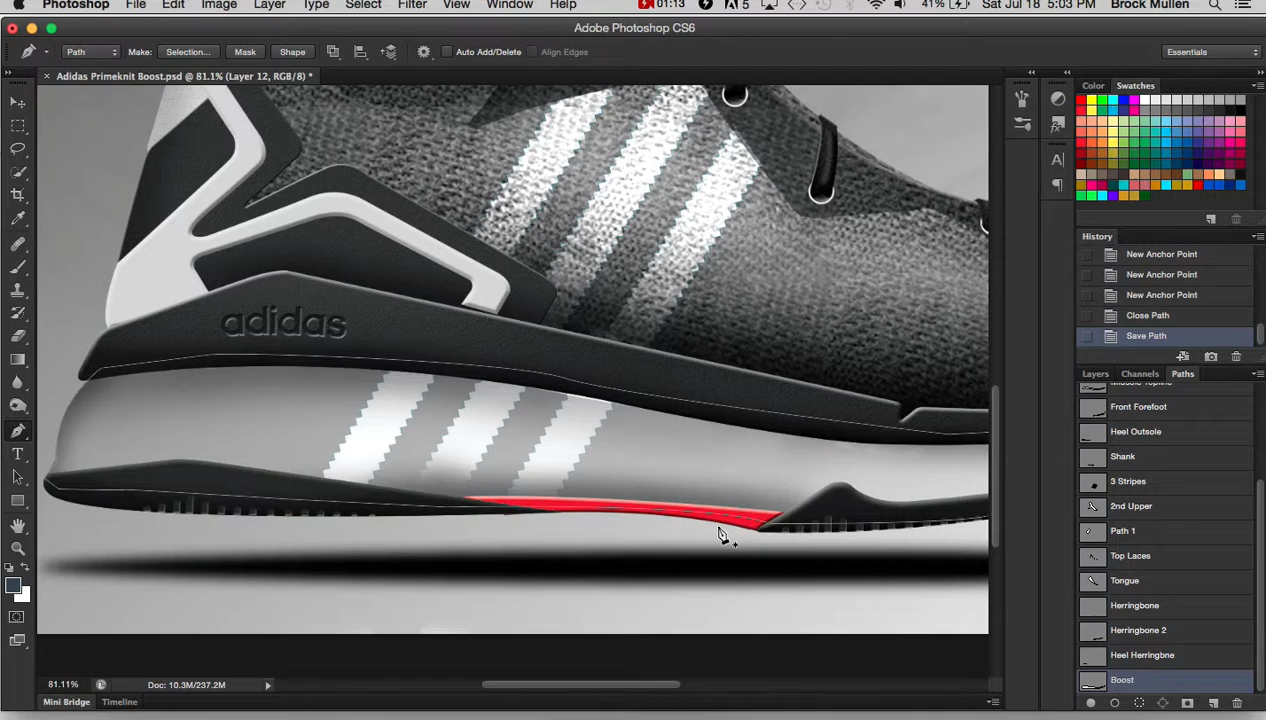 Photoshop File Edit Image Layer Type Select Filter View Window Help 01:13 5 41% Sat Jul 18 5:03 PM Brock Mullen
Adobe Photoshop CS6
Path Make: Selection... Mask Shape Auto Add/Delete Align Edges Essentials
× Adidas Primeknit Boost.psd @ 81.1% (Layer 12, RGB/8) *
Color Swatches
History
New Anchor Point
New Anchor Point
New Anchor Point
Close Path
Save Path
Layers Channels Paths
Front Forefoot
Heel Outsole
Shank
3 Stripes
2nd Upper
Path 1
Top Laces
Tongue
Herringbone
Herringbone 2
Heel Herringbne
Boost
adidas
81.11% Doc: 10.3M/237.2M
Mini Bridge Timeline